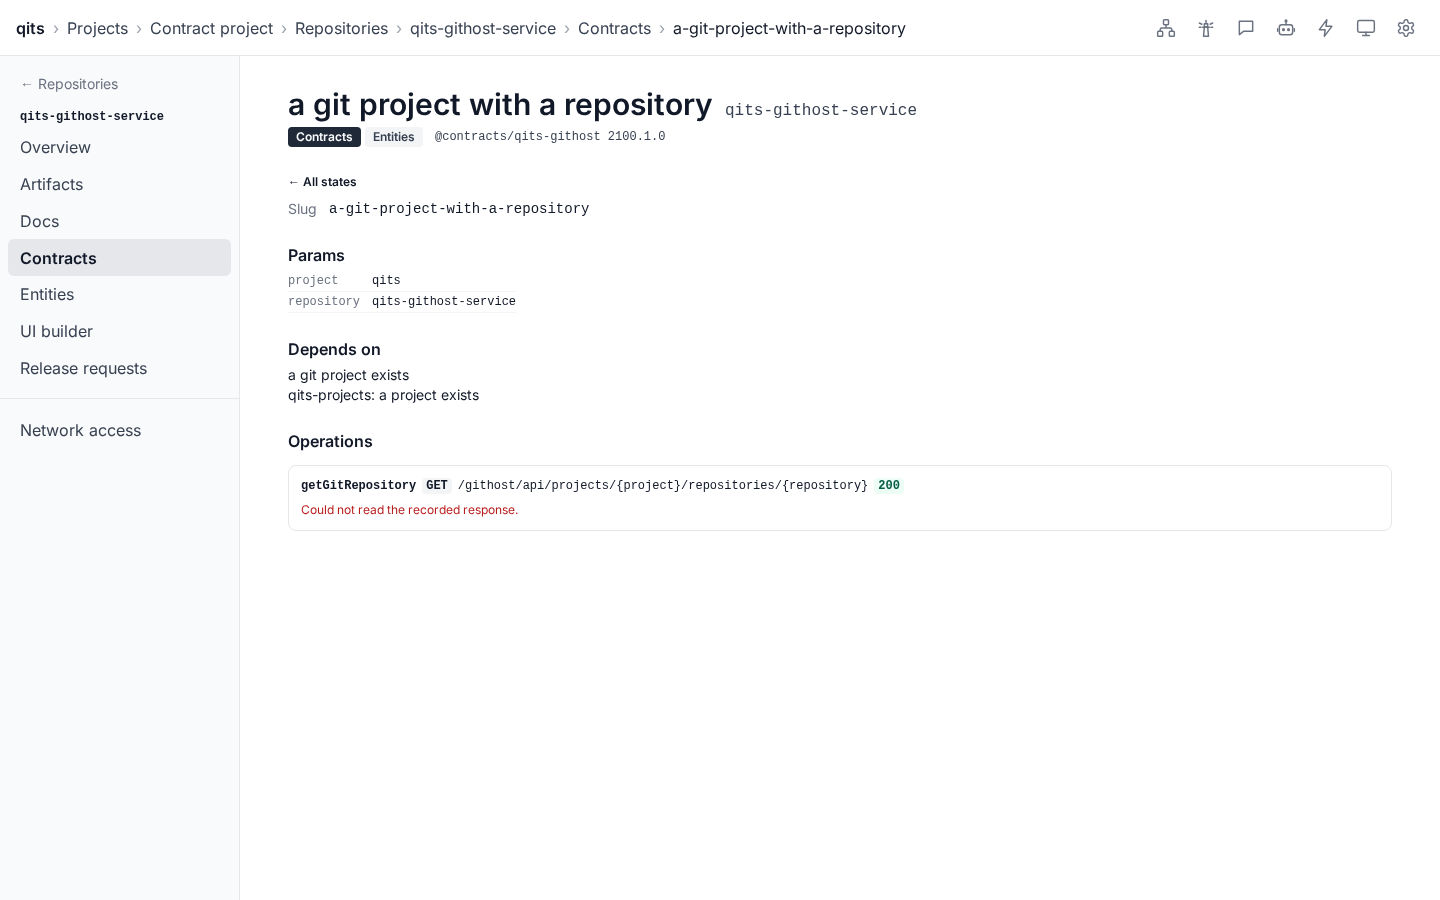 qits › Projects › Contract project › Repositories › qits-githost-service › Contracts › a-git-project-with-a-repository
← Repositories
qits-githost-service
Overview
Artifacts
Docs
Contracts
Entities
UI builder
Release requests
Network access
a git project with a repository qits-githost-service
Contracts Entities @contracts/qits-githost 2100.1.0
← All states
Slug a-git-project-with-a-repository
Params
project qits
repository qits-githost-service
Depends on
a git project exists
qits-projects: a project exists
Operations
getGitRepository GET /githost/api/projects/{project}/repositories/{repository} 200
Could not read the recorded response.